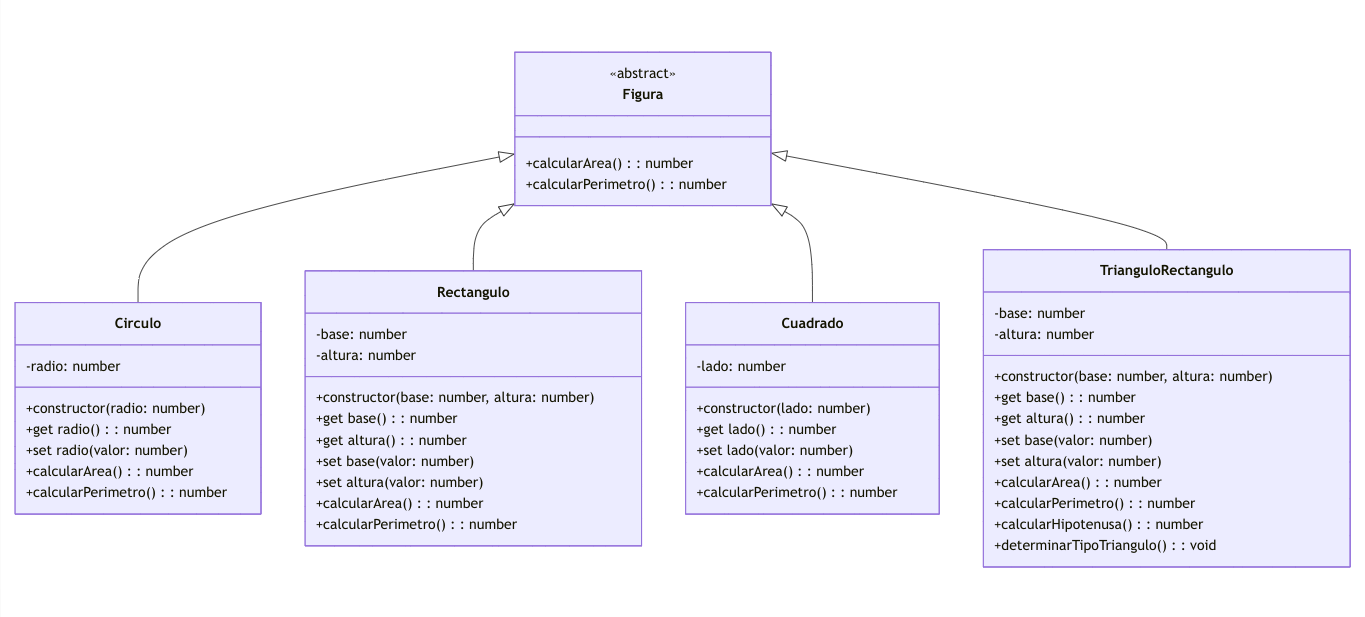 «abstract»
Figura
+calcularArea() : : number
+calcularPerimetro() : : number
Circulo
-radio: number
+constructor(radio: number)
+get radio() : : number
+set radio(valor: number)
+calcularArea() : : number
+calcularPerimetro() : : number
Rectangulo
-base: number
-altura: number
+constructor(base: number, altura: number)
+get base() : : number
+get altura() : : number
+set base(valor: number)
+set altura(valor: number)
+calcularArea() : : number
+calcularPerimetro() : : number
Cuadrado
-lado: number
+constructor(lado: number)
+get lado() : : number
+set lado(valor: number)
+calcularArea() : : number
+calcularPerimetro() : : number
TrianguloRectangulo
-base: number
-altura: number
+constructor(base: number, altura: number)
+get base() : : number
+get altura() : : number
+set base(valor: number)
+set altura(valor: number)
+calcularArea() : : number
+calcularPerimetro() : : number
+calcularHipotenusa() : : number
+determinarTipoTriangulo() : : void